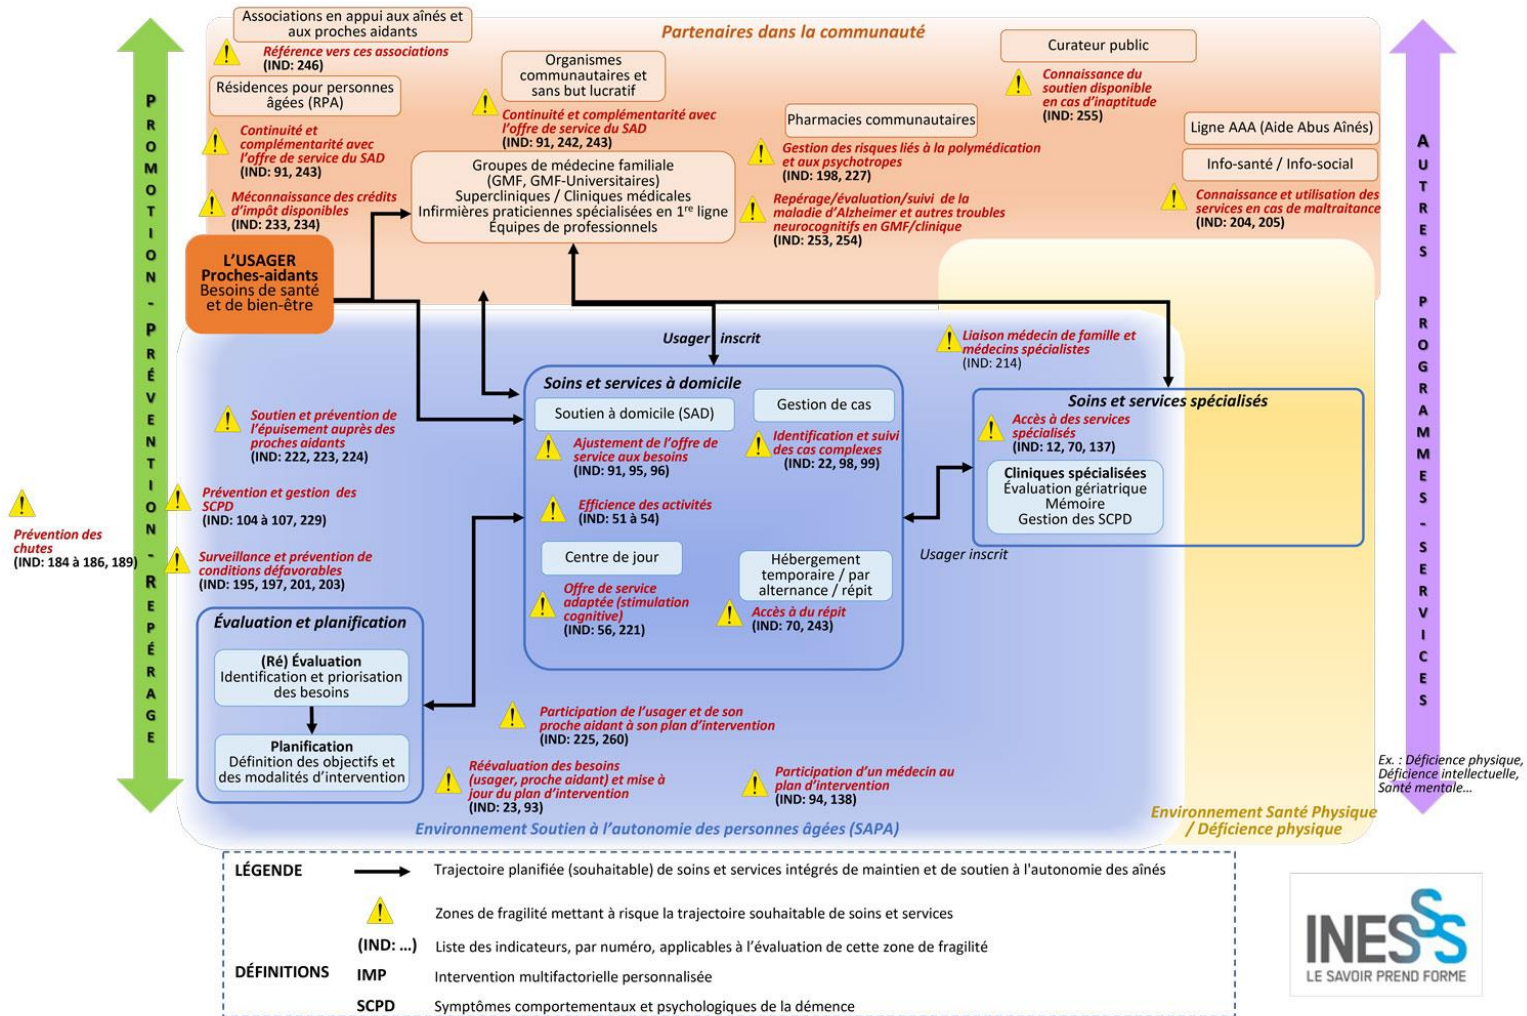 Associations en appui aux aînés et
aux proches aidants
Référence vers ces associations
(IND: 246)
Résidences pour personnes
âgées (RPA)
Continuité et
complémentarité avec
l'offre de service du SAD
(IND: 91, 243)
Méconnaissance des crédits
d'impôt disponibles
(IND: 233, 234)
Partenaires dans la communauté
Organismes
communautaires et
sans but lucratif
Continuité et complémentarité avec
l'offre de service du SAD
(IND: 91, 242, 243)
Groupes de médecine familiale
(GMF, GMF-Universitaires)
Supercliniques / Cliniques médicales
Infirmières praticiennes spécialisées en 1re ligne
Équipes de professionnels
Pharmacies communautaires
Gestion des risques liés à la polymédication
et aux psychotropes
(IND: 198, 227)
Repérage/évaluation/suivi de la
maladie d'Alzheimer et autres troubles
neurocognitifs en GMF/clinique
(IND: 253, 254)
Curateur public
Connaissance du
soutien disponible
en cas d'inaptitude
(IND: 255)
Ligne AAA (Aide Abus Aînés)
Info-santé / Info-social
Connaissance et utilisation des
services en cas de maltraitance
(IND: 204, 205)
PROMOTION-PRÉVENTION-REPÉRAGE
AUTRES PROGRAMMES-SERVICES
L'USAGER
Proches-aidants
Besoins de santé
et de bien-être
Usager inscrit
Liaison médecin de famille et
médecins spécialistes
(IND: 214)
Soins et services à domicile
Soutien à domicile (SAD)
Ajustement de l'offre de
service aux besoins
(IND: 91, 95, 96)
Gestion de cas
Identification et suivi
des cas complexes
(IND: 22, 98, 99)
Efficience des activités
(IND: 51 à 54)
Centre de jour
Offre de service
adaptée (stimulation
cognitive)
(IND: 56, 221)
Hébergement
temporaire / par
alternance / répit
Accès à du répit
(IND: 70, 243)
Soins et services spécialisés
Accès à des services
spécialisés
(IND: 12, 70, 137)
Cliniques spécialisées
Évaluation gériatrique
Mémoire
Gestion des SCPD
Usager inscrit
Soutien et prévention de
l'épuisement auprès des
proches aidants
(IND: 222, 223, 224)
Prévention et gestion des
SCPD
(IND: 104 à 107, 229)
Prévention des
chutes
(IND: 184 à 186, 189)
Surveillance et prévention de
conditions défavorables
(IND: 195, 197, 201, 203)
Évaluation et planification
(Ré) Évaluation
Identification et priorisation
des besoins
Planification
Définition des objectifs et
des modalités d'intervention
Participation de l'usager et de son
proche aidant à son plan d'intervention
(IND: 225, 260)
Réévaluation des besoins
(usager, proche aidant) et mise à
jour du plan d'intervention
(IND: 23, 93)
Participation d'un médecin au
plan d'intervention
(IND: 94, 138)
Ex. : Déficience physique,
Déficience intellectuelle,
Santé mentale…
Environnement Soutien à l'autonomie des personnes âgées (SAPA)
Environnement Santé Physique
/ Déficience physique
LÉGENDE
Trajectoire planifiée (souhaitable) de soins et services intégrés de maintien et de soutien à l'autonomie des aînés
Zones de fragilité mettant à risque la trajectoire souhaitable de soins et services
(IND: …) Liste des indicateurs, par numéro, applicables à l'évaluation de cette zone de fragilité
DÉFINITIONS IMP Intervention multifactorielle personnalisée
SCPD Symptômes comportementaux et psychologiques de la démence
INESSS
LE SAVOIR PREND FORME